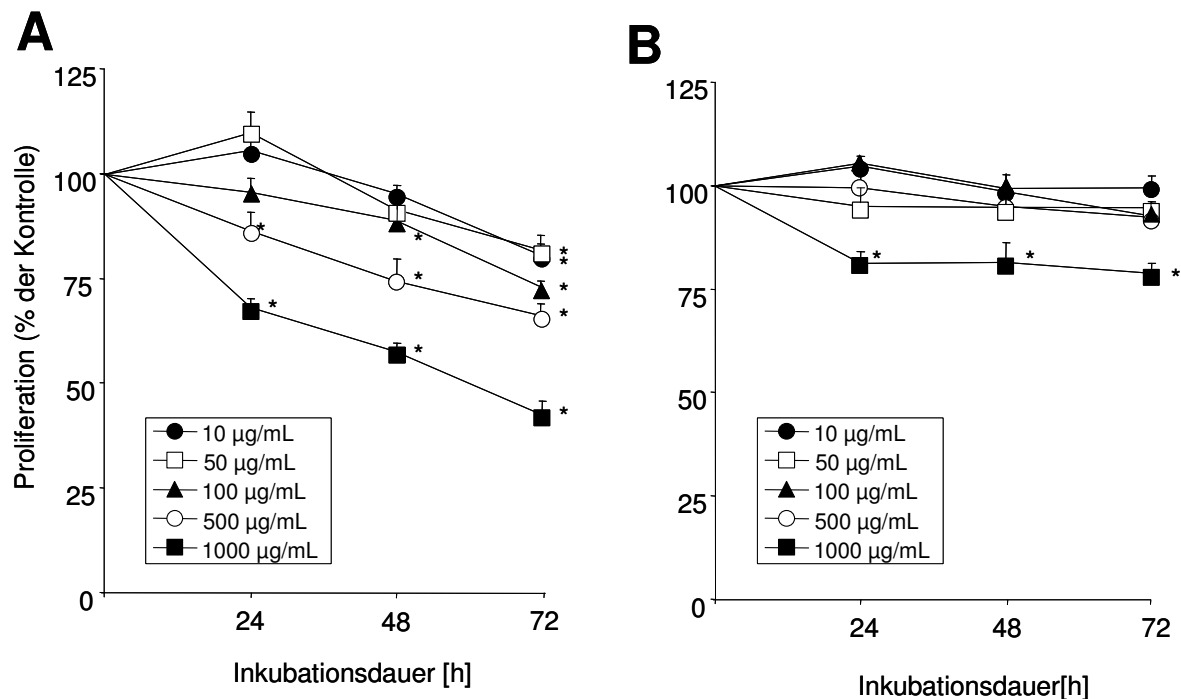 A
125
100
75
50
25
0
Proliferation (% der Kontrolle)
*
*
*
*
*
*
*
*
*
*
*
10 µg/mL
50 µg/mL
100 µg/mL
500 µg/mL
1000 µg/mL
24
48
72
Inkubationsdauer [h]
B
125
100
75
50
25
0
*
*
*
10 µg/mL
50 µg/mL
100 µg/mL
500 µg/mL
1000 µg/mL
24
48
72
Inkubationsdauer[h]